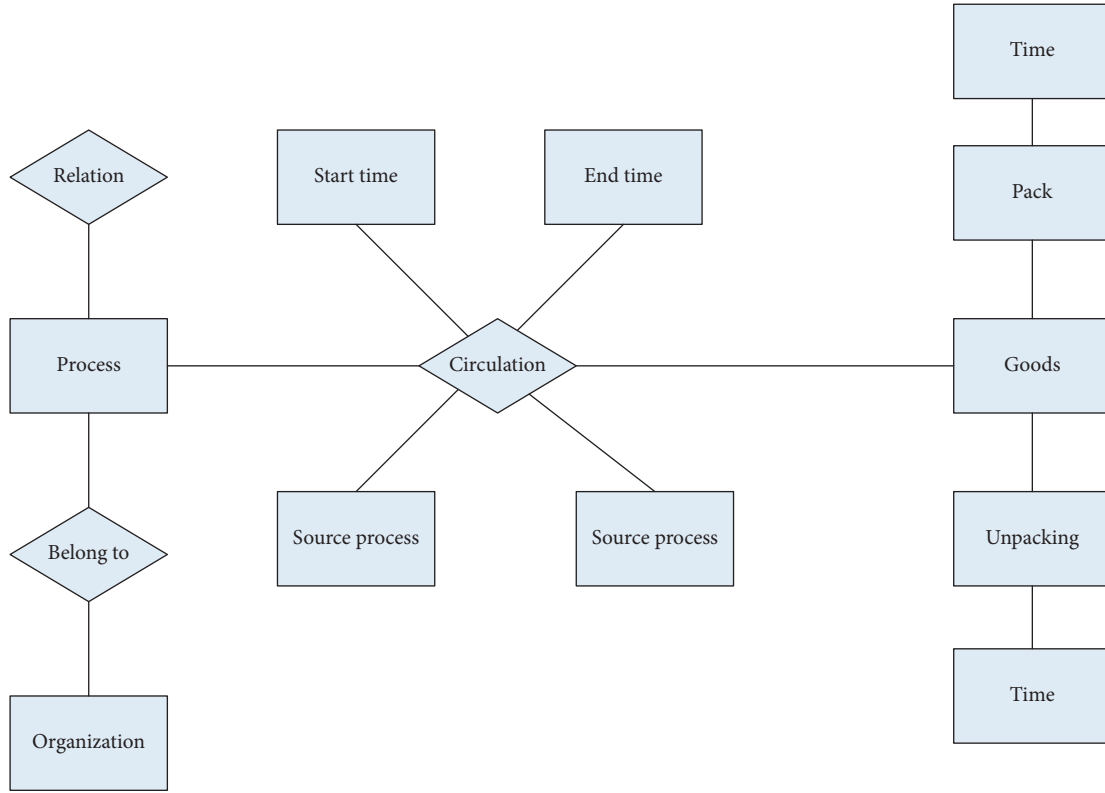 Time
Relation
Start time
End time
Pack
Process
Circulation
Goods
Source process
Source process
Unpacking
Belong to
Time
Organization